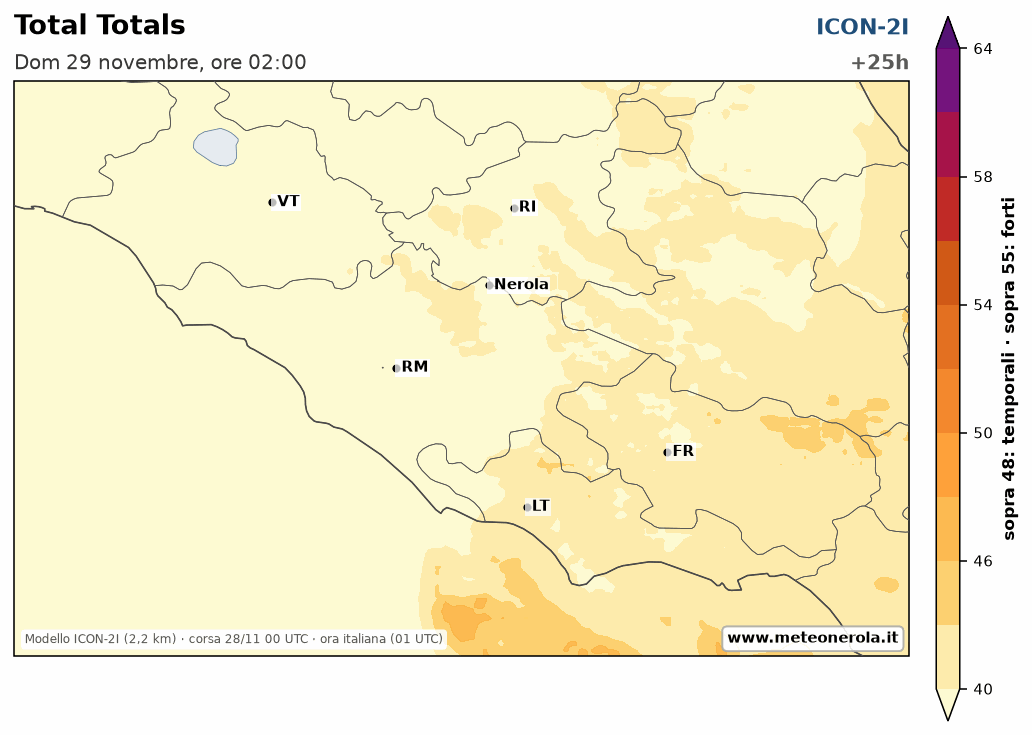 Total Totals
ICON-2I
Dom 29 novembre, ore 02:00
+25h
64
58
54
50
46
40
sopra 48: temporali · sopra 55: forti
VT
RI
Nerola
RM
FR
LT
Modello ICON-2I (2,2 km) · corsa 28/11 00 UTC · ora italiana (01 UTC)
www.meteonerola.it